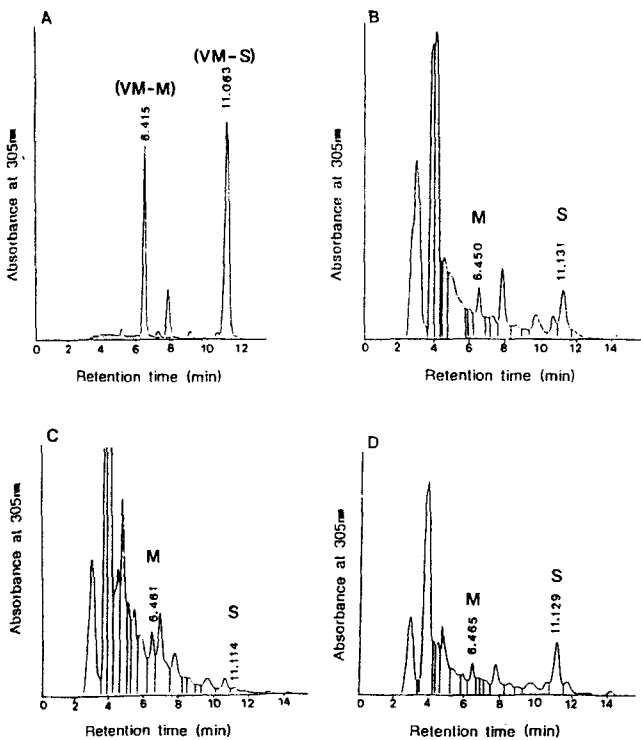 A
(VM-M)
6.415
(VM-S)
11.063
Absorbance at 305nm
0 2 4 6 8 10 12
Retention time (min)
B
M
6.450
S
11.131
Absorbance at 305nm
0 2 4 6 8 10 12 14
Retention time (min)
C
M
6.461
S
11.114
Absorbance at 305nm
0 2 4 6 8 10 12 14
Retention time (min)
D
M
6.465
S
11.129
Absorbance at 305nm
0 2 4 6 8 10 12 14
Retention time (min)